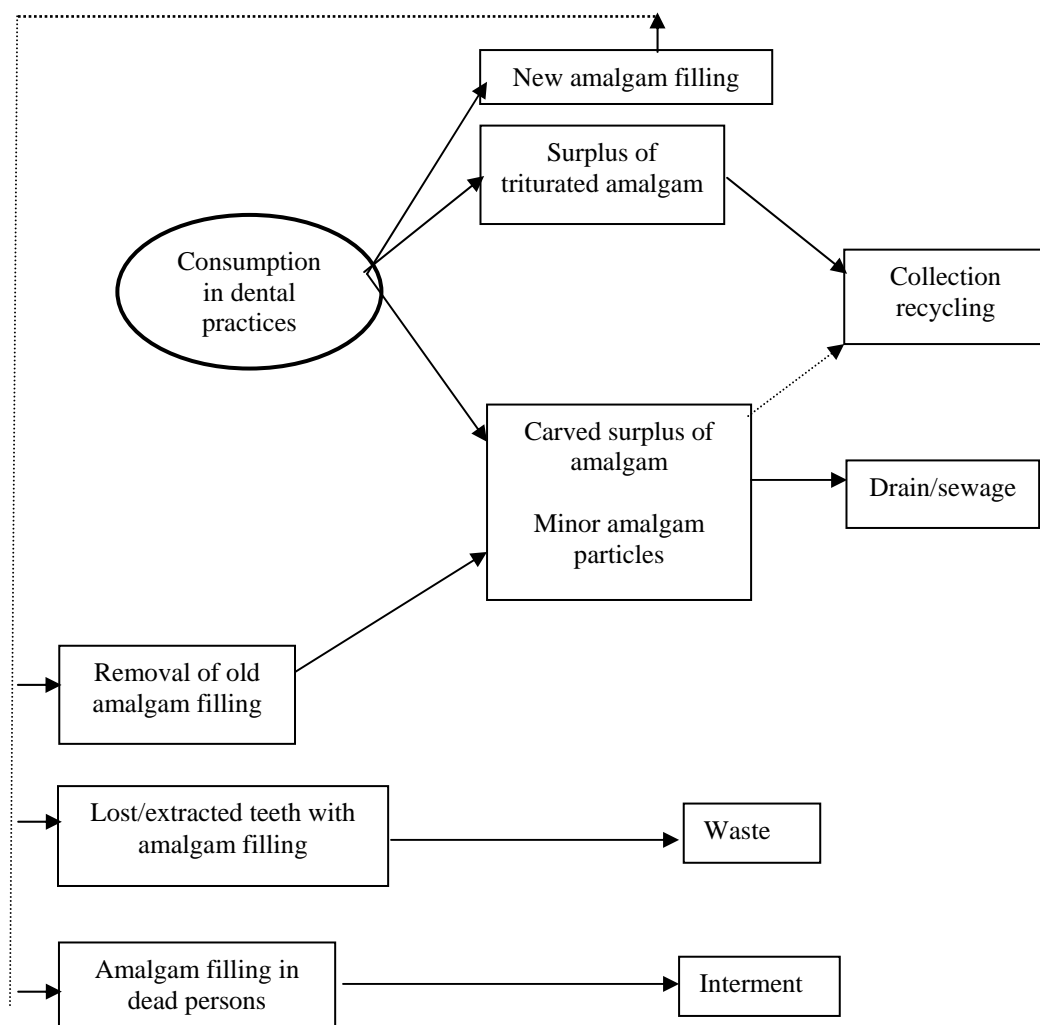 New amalgam filling
Surplus of
triturated amalgam
Consumption
in dental
practices
Collection
recycling
Carved surplus of
amalgam
Minor amalgam
particles
Drain/sewage
Removal of old
amalgam filling
Lost/extracted teeth with
amalgam filling
Waste
Amalgam filling in
dead persons
Interment